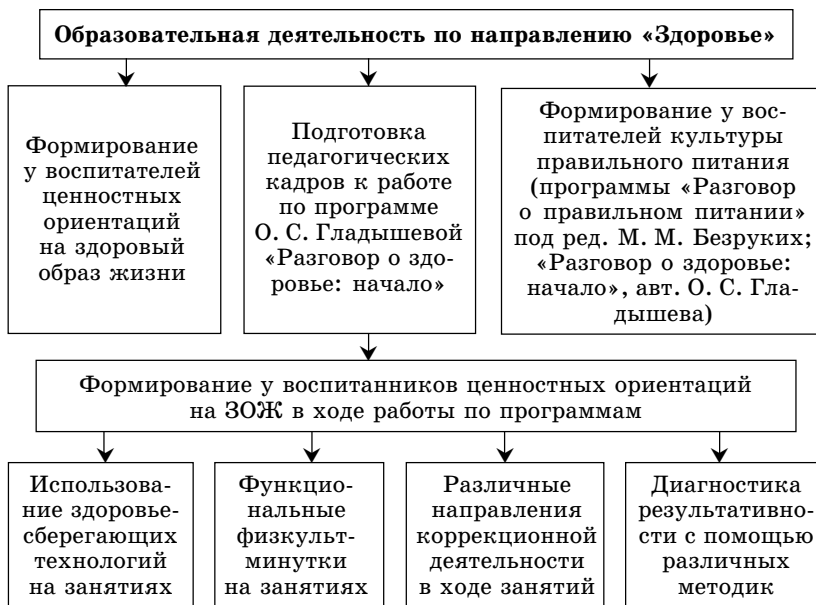 Образовательная деятельность по направлению «Здоровье»
Формирование
у воспитателей
ценностных
ориентаций
на здоровый
образ жизни
Подготовка
педагогических
кадров к работе
по программе
О. С. Гладышевой
«Разговор о здо-
ровье: начало»
Формирование у вос-
питателей культуры
правильного питания
(программы «Разговор
о правильном питании»
под ред. М. М. Безруких;
«Разговор о здоровье:
начало», авт. О. С. Гла-
дышева)
Формирование у воспитанников ценностных ориентаций
на ЗОЖ в ходе работы по программам
Использова-
ние здоровье-
сберегающих
технологий
на занятиях
Функцио-
нальные
физкульт-
минутки
на занятиях
Различные
направления
коррекционной
деятельности
в ходе занятий
Диагностика
результативно-
сти с помощью
различных
методик